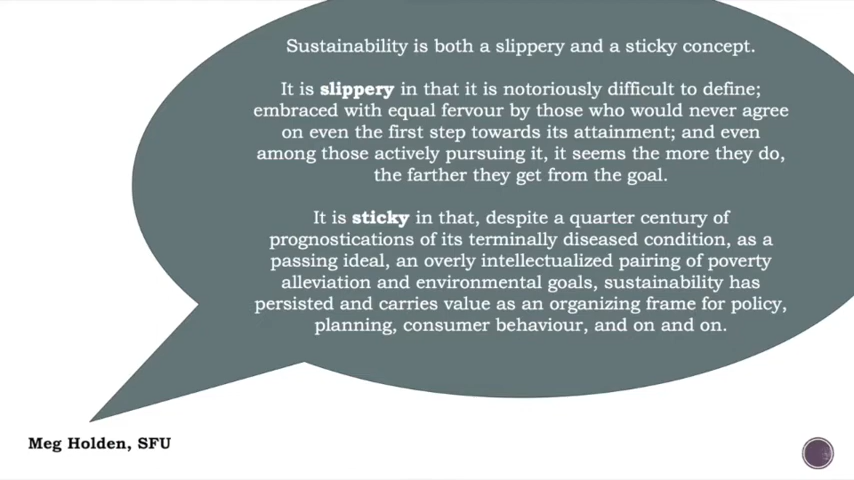 Sustainability is both a slippery and a sticky concept.
It is slippery in that it is notoriously difficult to define;
embraced with equal fervour by those who would never agree
on even the first step towards its attainment; and even
among those actively pursuing it, it seems the more they do,
the farther they get from the goal.
It is sticky in that, despite a quarter century of
prognostications of its terminally diseased condition, as a
passing ideal, an overly intellectualized pairing of poverty
alleviation and environmental goals, sustainability has
persisted and carries value as an organizing frame for policy,
planning, consumer behaviour, and on and on.
Meg Holden, SFU